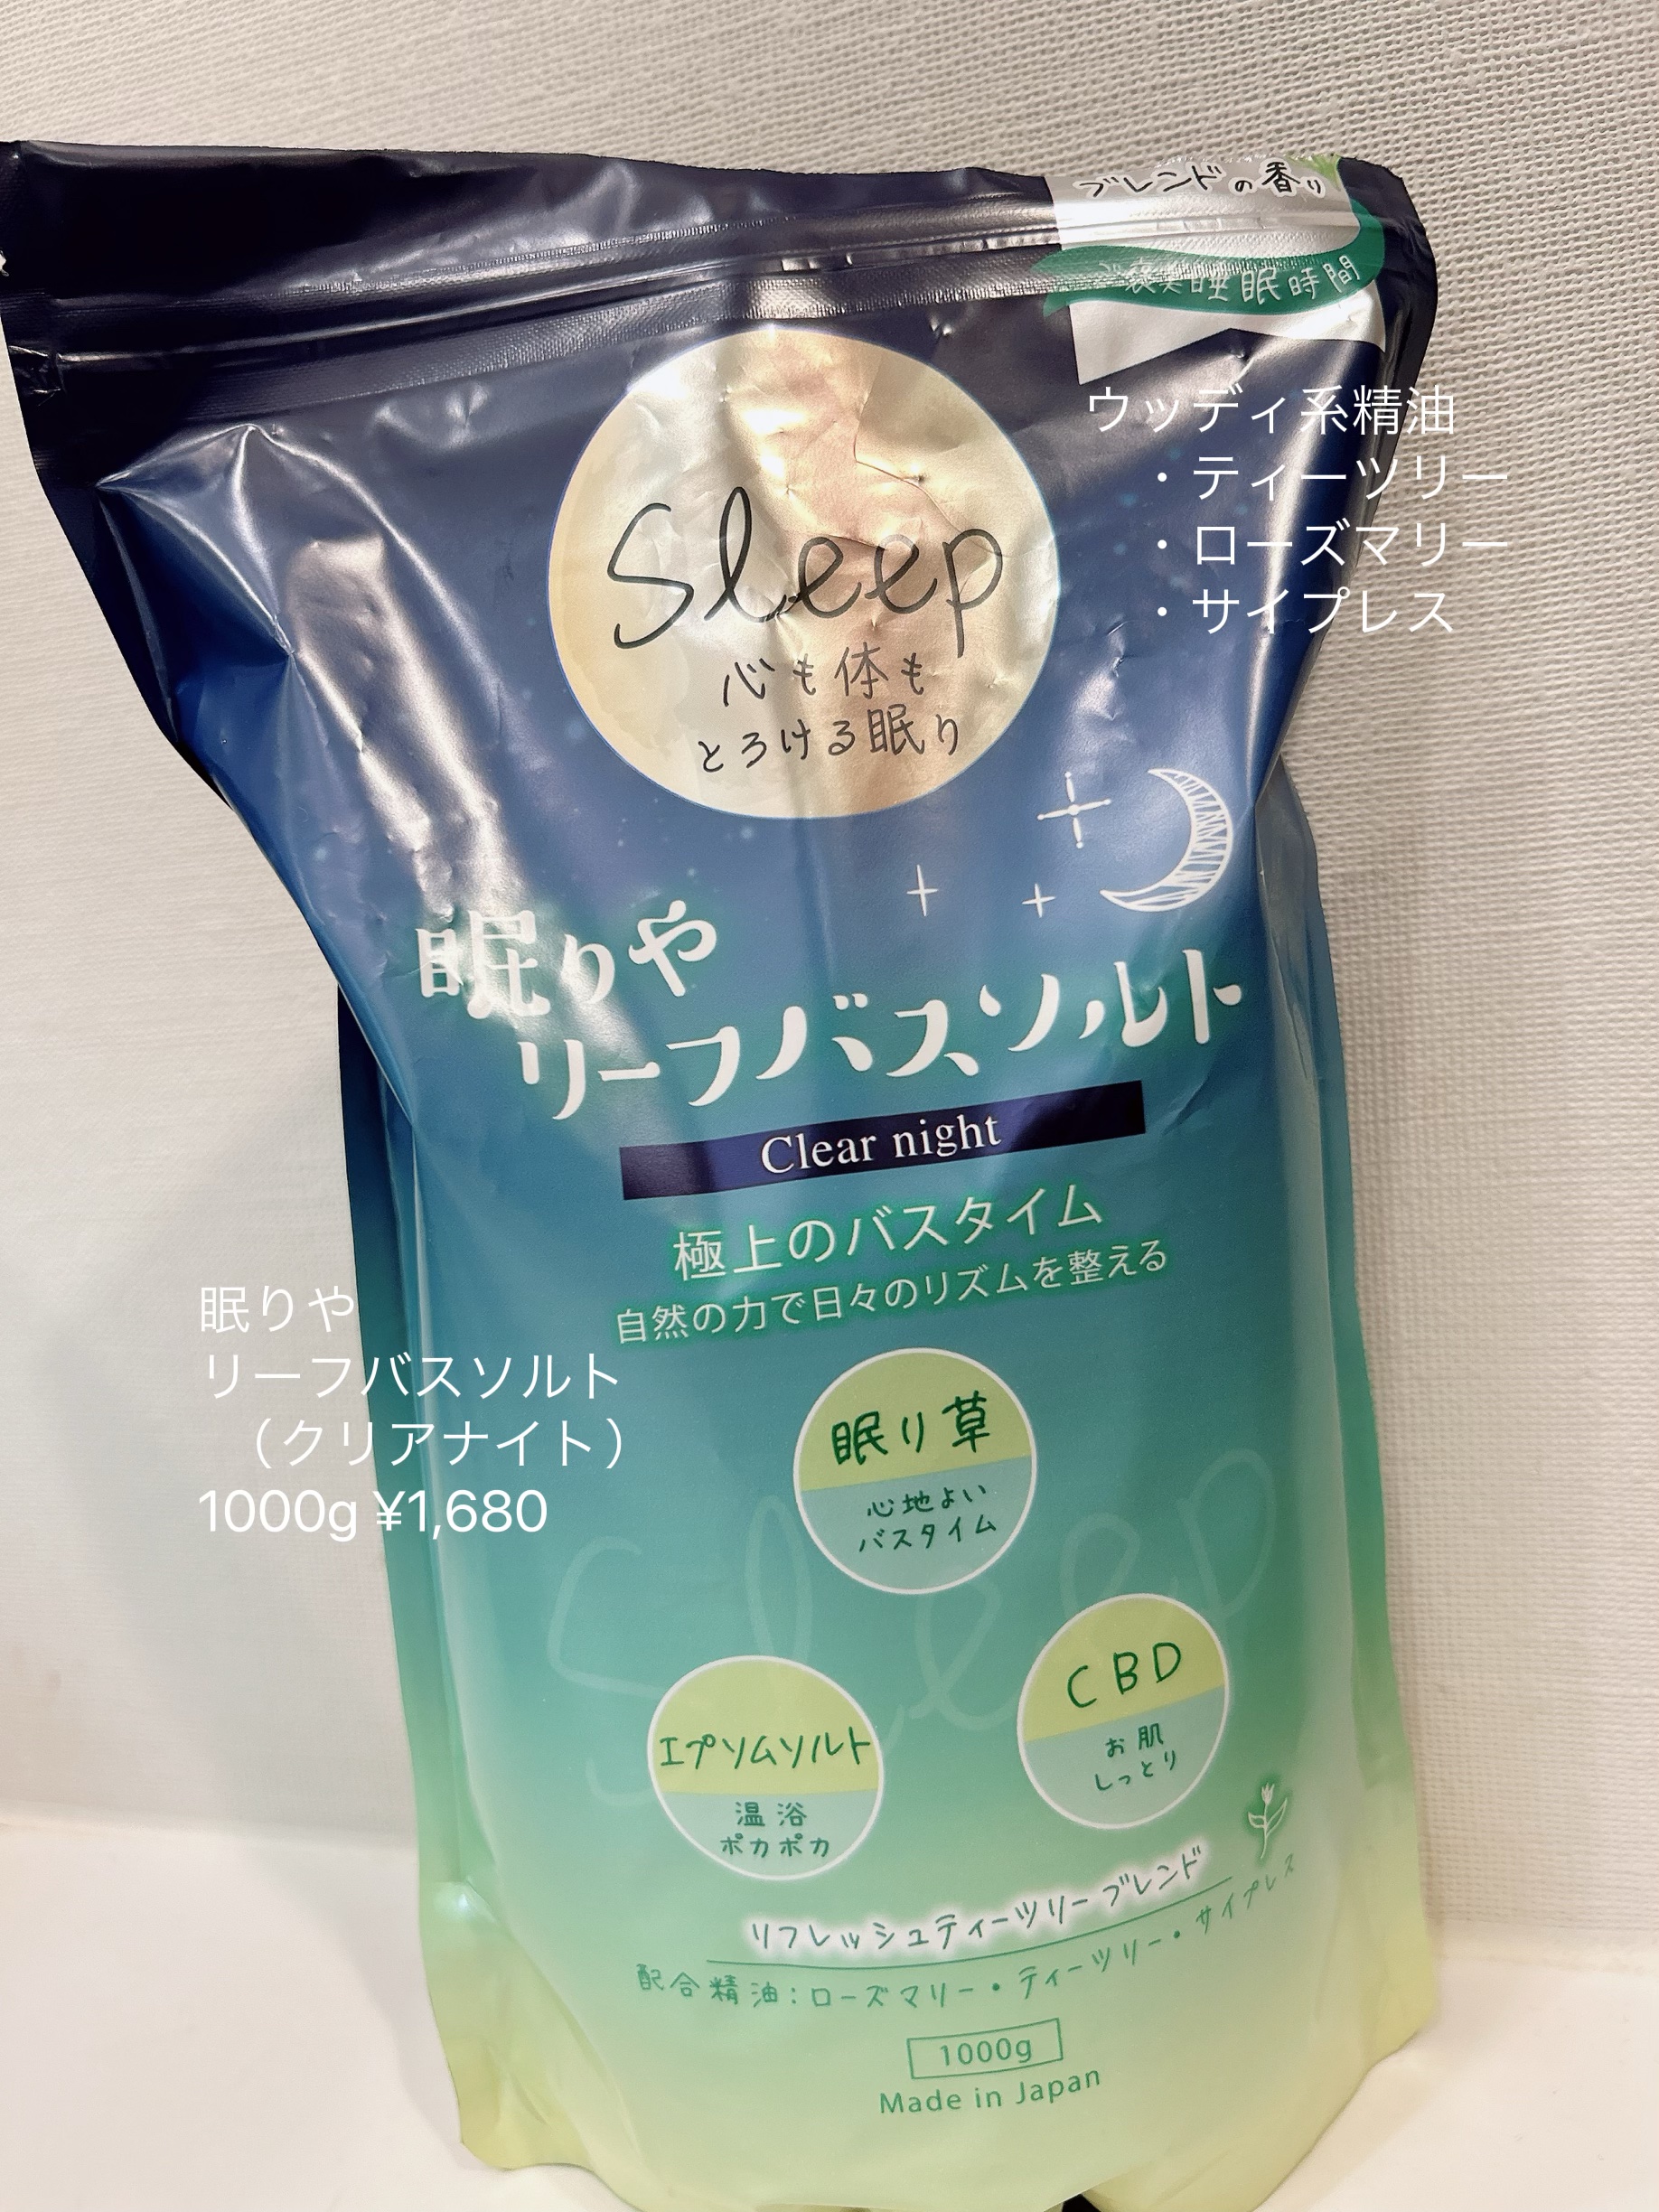 ブレンドの香り
ご褒美睡眠時間
ウッディ系精油
・ティーツリー
・ローズマリー
・サイプレス
Sleep
心も体も
とろける眠り
眠りや
リーフバスソルト
Clear night
極上のバスタイム
自然の力で日々のリズムを整える
眠りや
リーフバスソルト
（クリアナイト）
1000g ¥1,680
眠り草
心地よい
バスタイム
Sleep
CBD
お肌
しっとり
エプソムソルト
温浴
ポカポカ
リフレッシュティーツリーブレンド
配合精油：ローズマリー・ティーツリー・サイプレス
1000g
Made in Japan